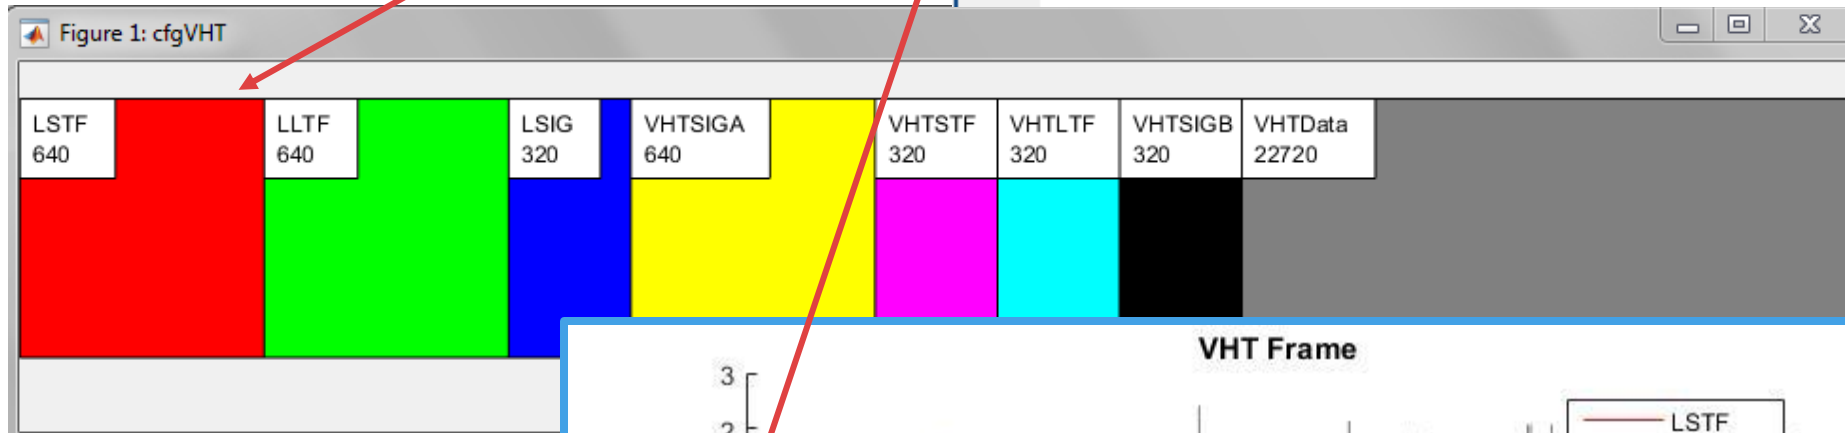 Figure 1: cfgVHT
LSTF
640
LLTF
640
LSIG
320
VHTSIGA
640
VHTSTF
320
VHTLTF
320
VHTSIGB
320
VHTData
22720
VHT Frame
3
2
LSTF